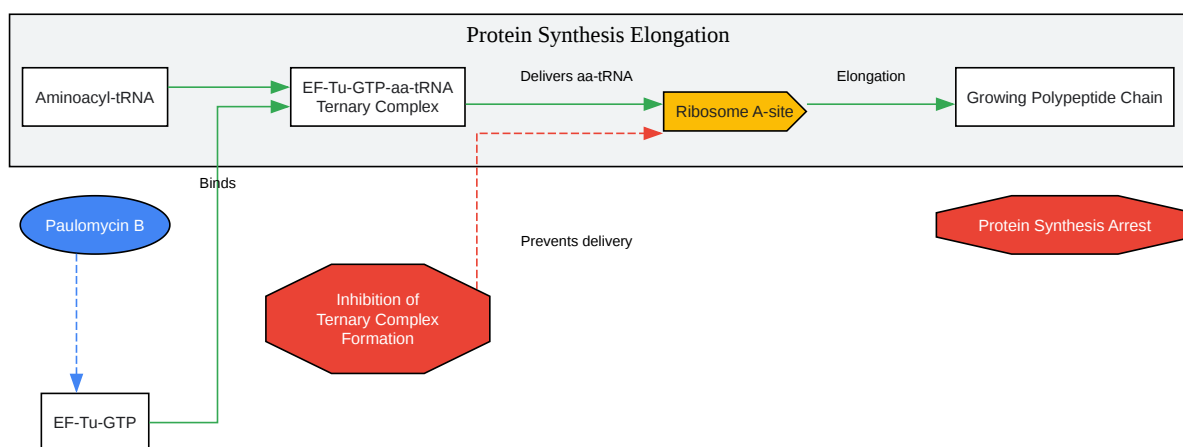 Protein Synthesis Elongation
Aminoacyl-tRNA
EF-Tu-GTP-aa-tRNA
Ternary Complex
Delivers aa-tRNA
Ribosome A-site
Elongation
Growing Polypeptide Chain
Binds
Paulomycin B
Prevents delivery
Protein Synthesis Arrest
Inhibition of
Ternary Complex
Formation
EF-Tu-GTP